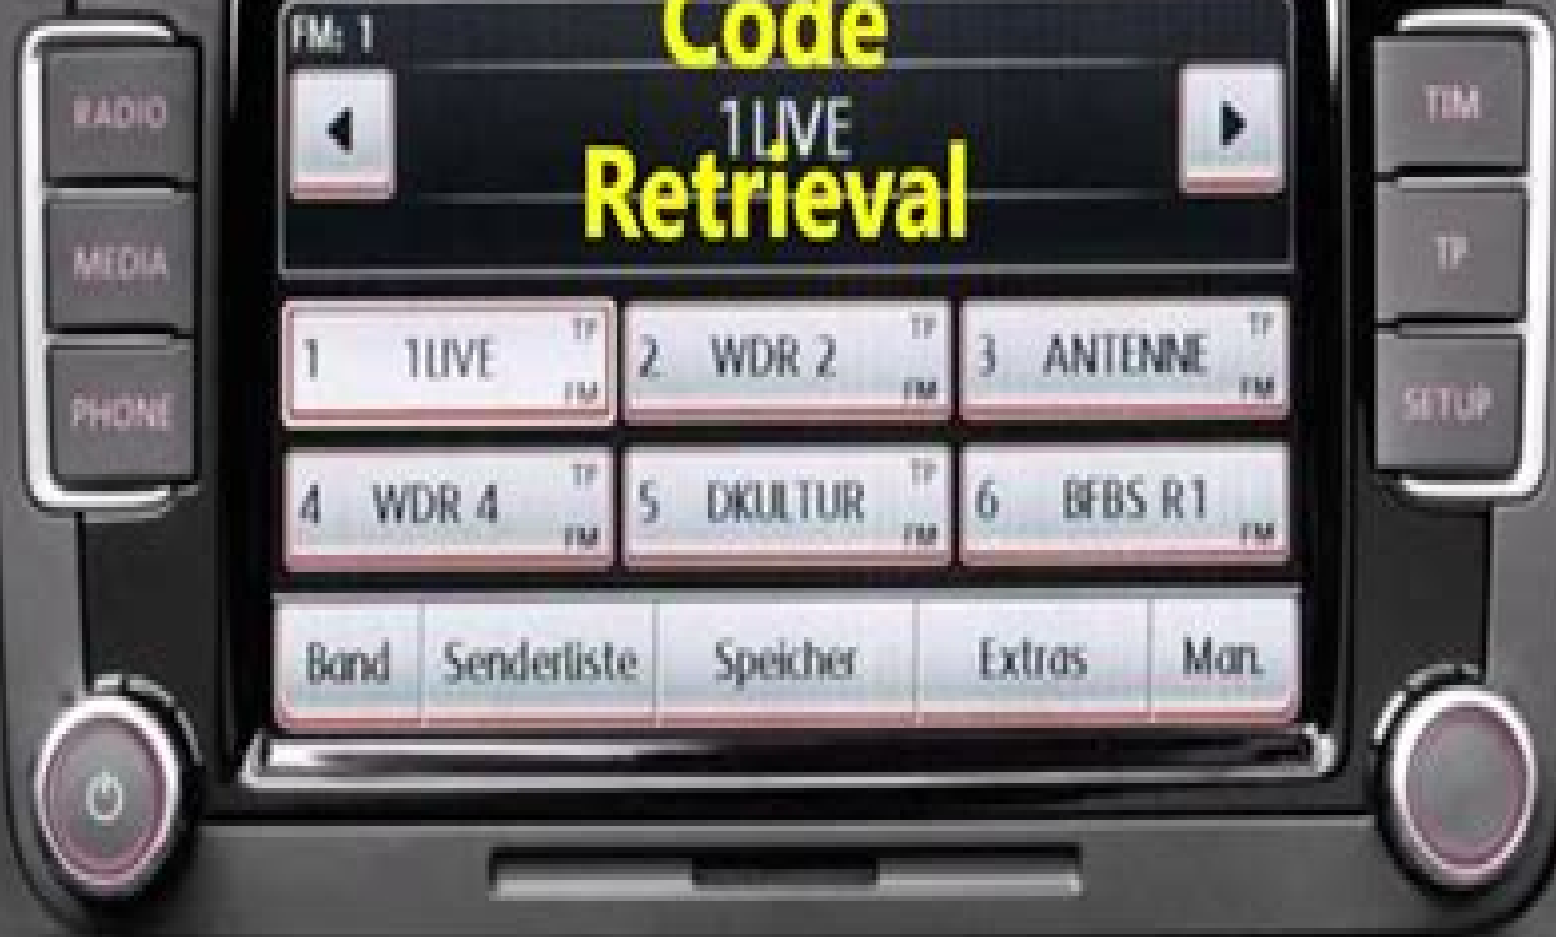 Code
FM: 1
1LIVE
Retrieval
RADIO
MEDIA
PHONE
TIM
TP
SETUP
1 1LIVE TP FM
2 WDR 2 TP FM
3 ANTENNE TP FM
4 WDR 4 TP FM
5 DKULTUR TP FM
6 BFBS R1 FM
Band Senderliste Speicher Extras Man.